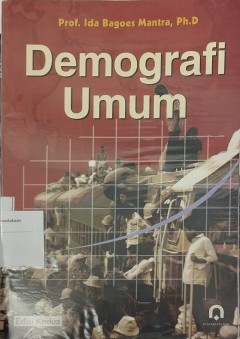 Prof. Ida Bagoes Mantra, Ph.D
Demografi
Umum
Edisi Kedua